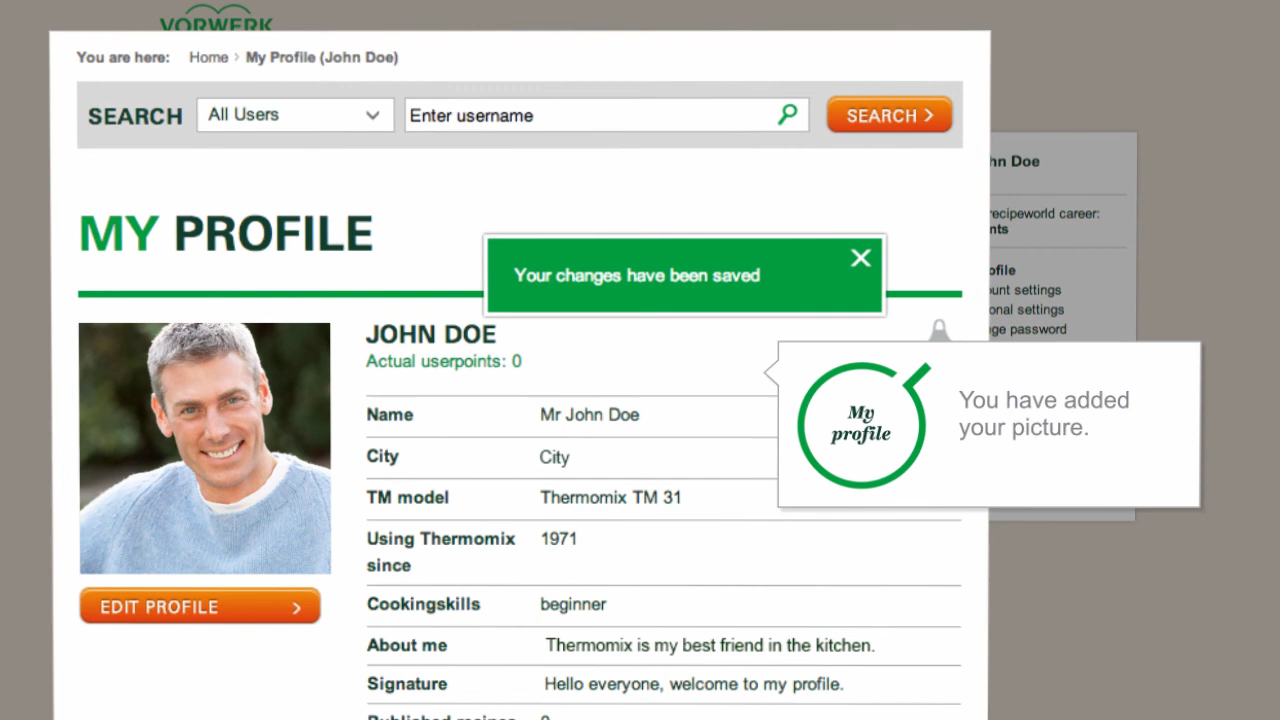 VORWERK
You are here: Home › My Profile (John Doe)
SEARCH All Users Enter username SEARCH >
hn Doe
recipeworld career:
nts
ofile
unt settings
onal settings
ge password
MY PROFILE
Your changes have been saved
JOHN DOE
Actual userpoints: 0
Name Mr John Doe
City City
TM model Thermomix TM 31
Using Thermomix since 1971
Cookingskills beginner
About me Thermomix is my best friend in the kitchen.
Signature Hello everyone, welcome to my profile.
Published recipes 0
EDIT PROFILE >
My
profile
You have added
your picture.